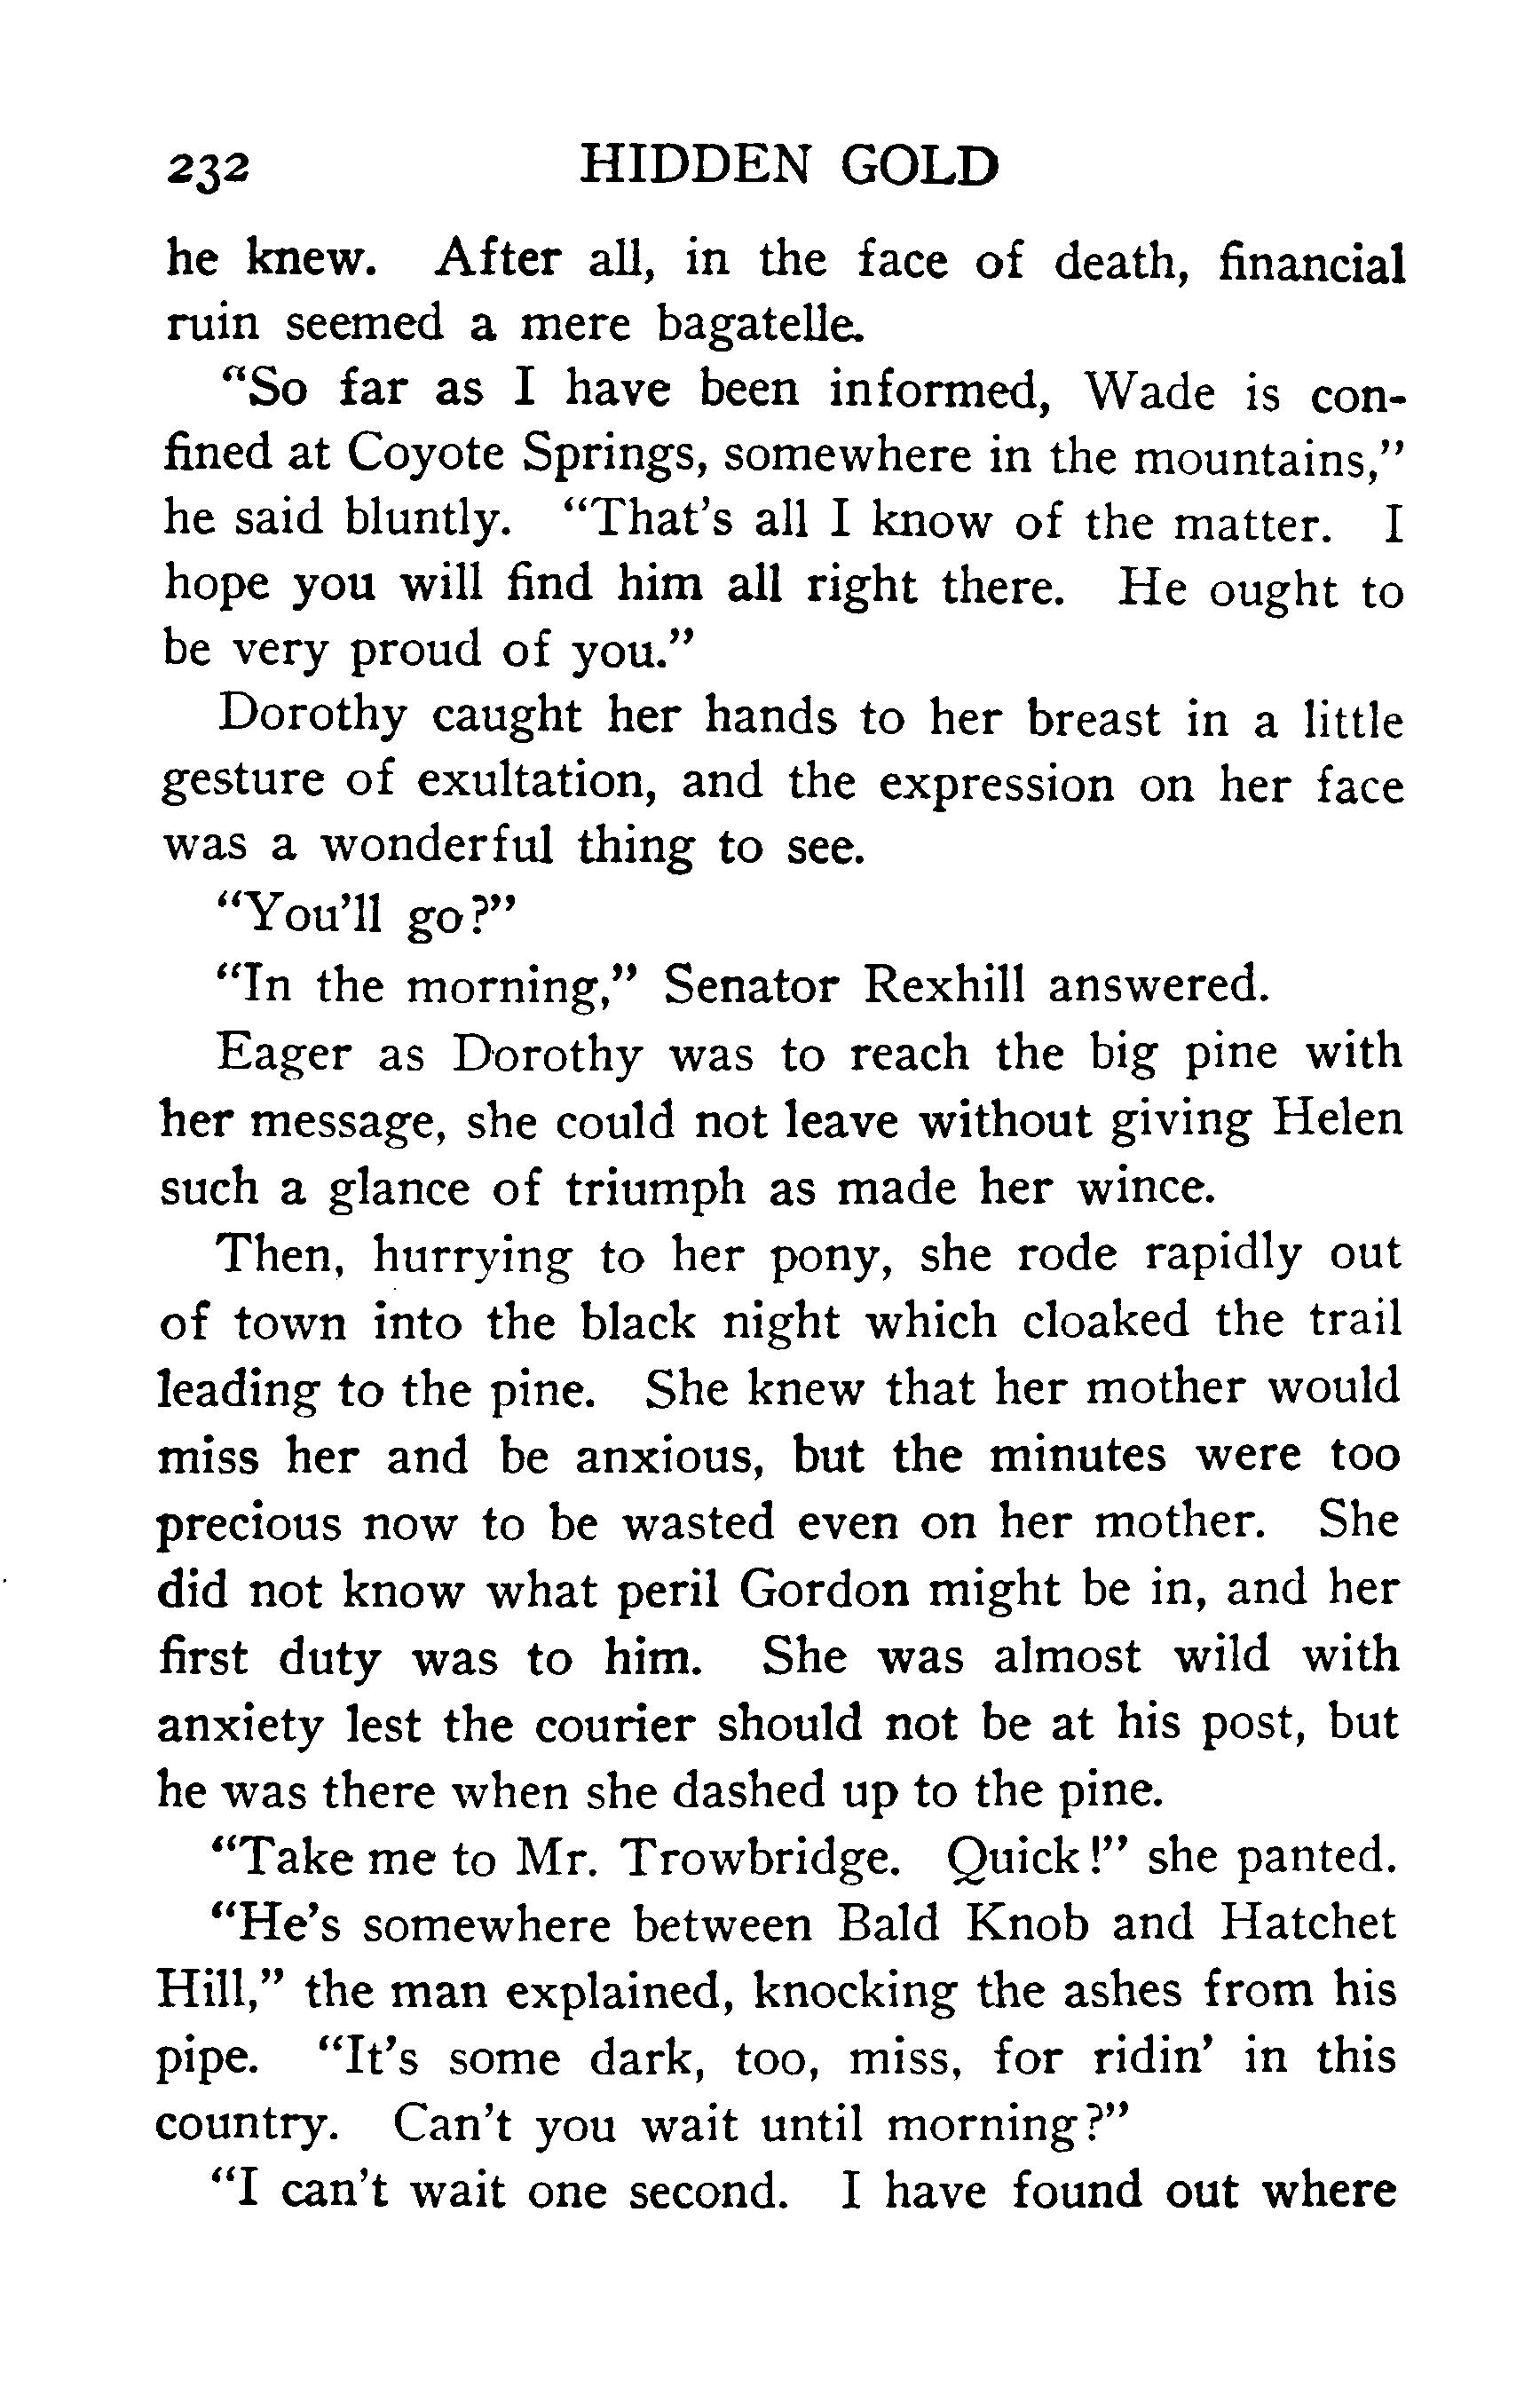 232 HIDDEN GOLD
he knew. After all, in the face of death, financial
ruin seemed a mere bagatelle.
"So far as I have been informed, Wade is con-
fined at Coyote Springs, somewhere in the mountains,"
he said bluntly. "That's all I know of the matter. I
hope you will find him all right there. He ought to
be very proud of you."
Dorothy caught her hands to her breast in a little
gesture of exultation, and the expression on her face
was a wonderful thing to see.
"You'll go?"
"In the morning," Senator Rexhill answered.
Eager as Dorothy was to reach the big pine with
her message, she could not leave without giving Helen
such a glance of triumph as made her wince.
Then, hurrying to her pony, she rode rapidly out
of town into the black night which cloaked the trail
leading to the pine. She knew that her mother would
miss her and be anxious, but the minutes were too
precious now to be wasted even on her mother. She
did not know what peril Gordon might be in, and her
first duty was to him. She was almost wild with
anxiety lest the courier should not be at his post, but
he was there when she dashed up to the pine.
"Take me to Mr. Trowbridge. Quick!" she panted.
"He's somewhere between Bald Knob and Hatchet
Hill," the man explained, knocking the ashes from his
pipe. "It's some dark, too, miss, for ridin' in this
country. Can't you wait until morning?"
"I can't wait one second. I have found out where